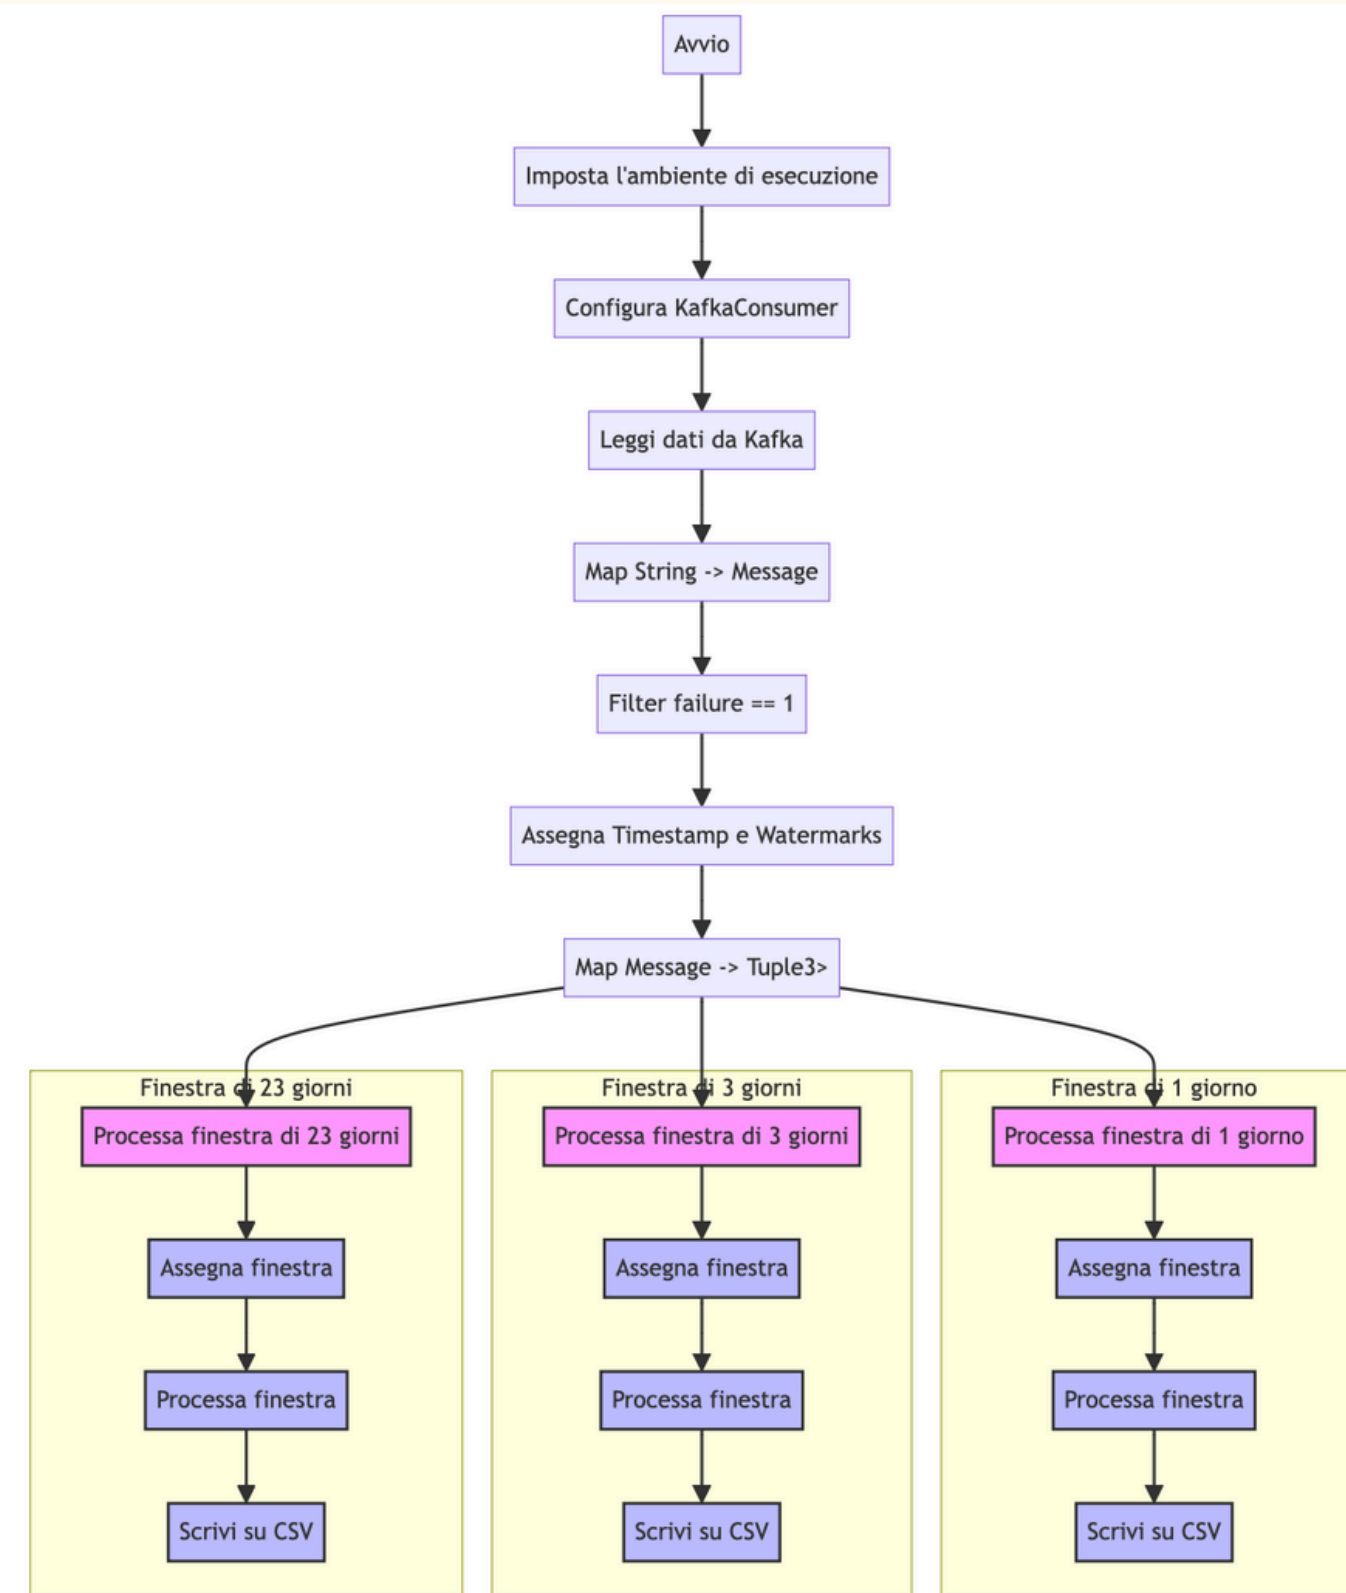 Avvio
Imposta l'ambiente di esecuzione
Configura KafkaConsumer
Leggi dati da Kafka
Map String -> Message
Filter failure == 1
Assegna Timestamp e Watermarks
Map Message -> Tuple3>
Finestra di 23 giorni
Processa finestra di 23 giorni
Assegna finestra
Processa finestra
Scrivi su CSV
Finestra di 3 giorni
Processa finestra di 3 giorni
Assegna finestra
Processa finestra
Scrivi su CSV
Finestra di 1 giorno
Processa finestra di 1 giorno
Assegna finestra
Processa finestra
Scrivi su CSV